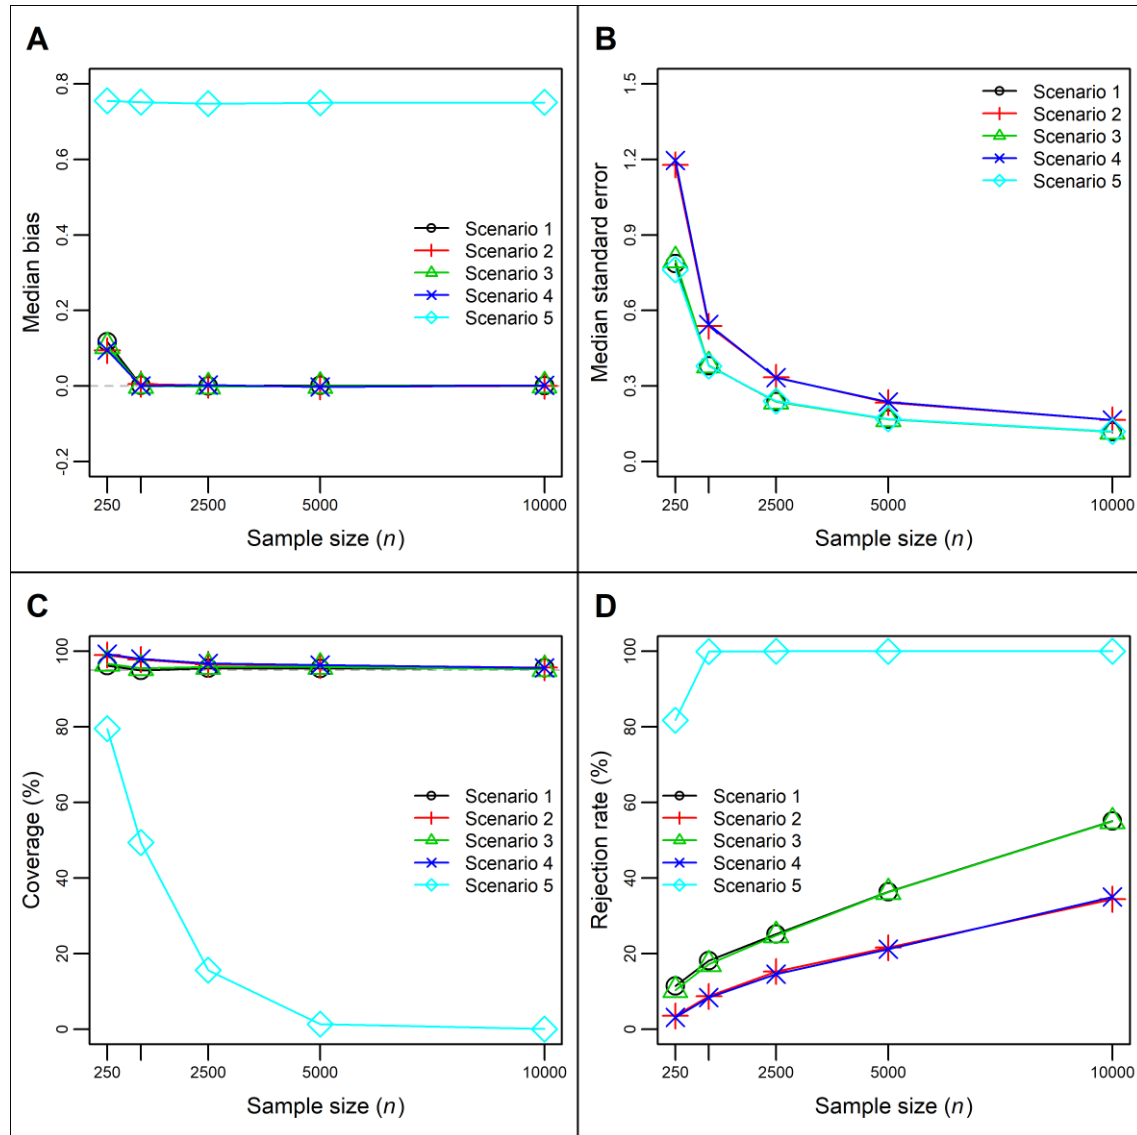 A
Median bias
0.8
0.6
0.4
0.2
0.0
-0.2
Scenario 1
Scenario 2
Scenario 3
Scenario 4
Scenario 5
250
2500
5000
10000
Sample size (n)
B
Median standard error
1.5
1.2
0.9
0.6
0.3
0.0
Scenario 1
Scenario 2
Scenario 3
Scenario 4
Scenario 5
250
2500
5000
10000
Sample size (n)
C
Coverage (%)
100
80
60
40
20
0
Scenario 1
Scenario 2
Scenario 3
Scenario 4
Scenario 5
250
2500
5000
10000
Sample size (n)
D
Rejection rate (%)
100
80
60
40
20
0
Scenario 1
Scenario 2
Scenario 3
Scenario 4
Scenario 5
250
2500
5000
10000
Sample size (n)